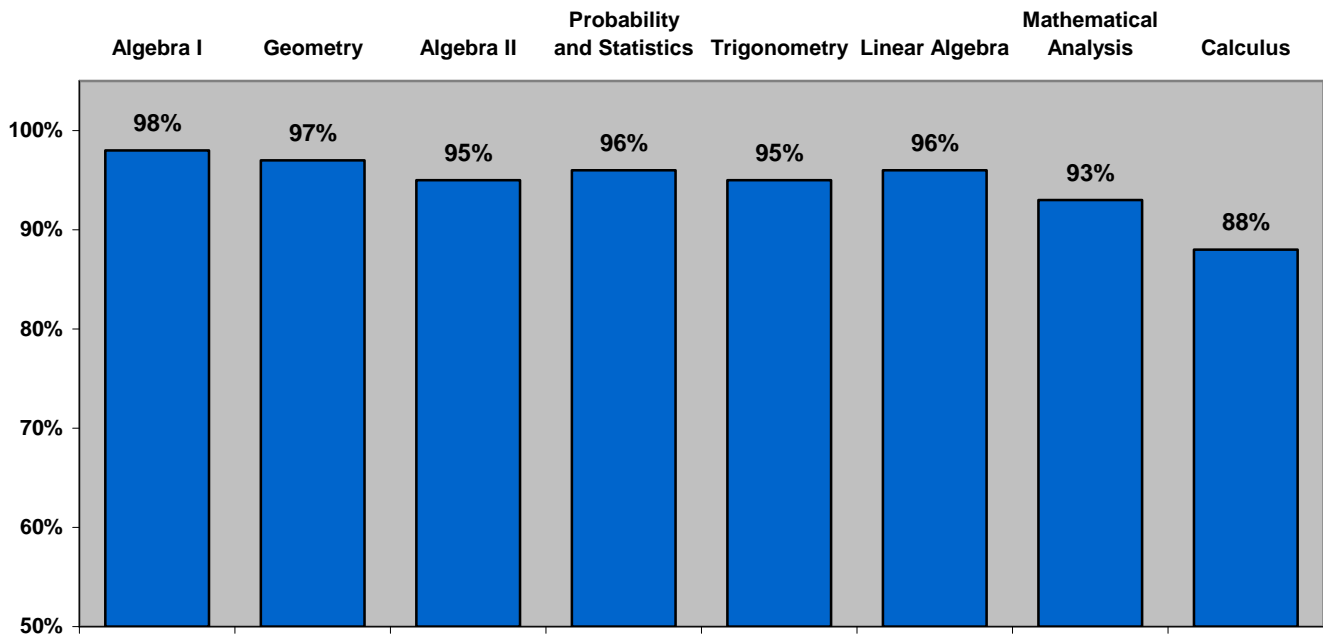 Algebra I
Geometry
Algebra II
Probability
and Statistics
Trigonometry
Linear Algebra
Mathematical
Analysis
Calculus
100%
90%
80%
70%
60%
50%
98%
97%
95%
96%
95%
96%
93%
88%